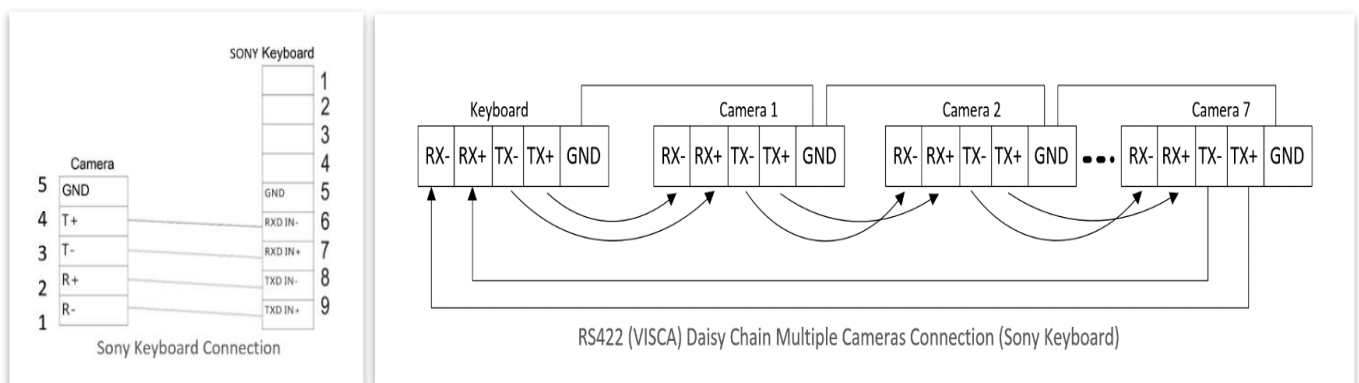 SONY Keyboard
1
2
3
4
GND 5
RXD IN- 6
RXD IN+ 7
TXD IN- 8
TXD IN+ 9
Camera
5 GND
4 T+
3 T-
2 R+
1 R-
Sony Keyboard Connection
Keyboard Camera 1 Camera 2 Camera 7
RX- RX+ TX- TX+ GND RX- RX+ TX- TX+ GND RX- RX+ TX- TX+ GND RX- RX+ TX- TX+ GND
RS422 (VISCA) Daisy Chain Multiple Cameras Connection (Sony Keyboard)